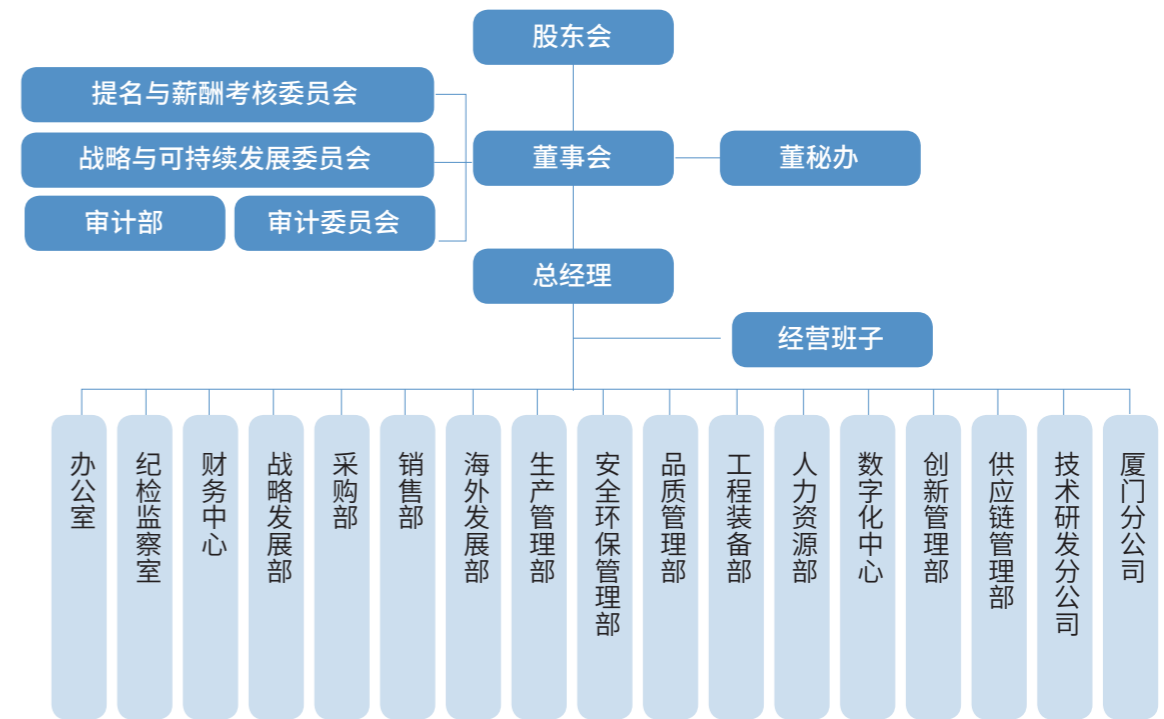 股东会
提名与薪酬考核委员会
战略与可持续发展委员会
董事会
董秘办
审计部
审计委员会
总经理
经营班子
办公室
纪检监察室
财务中心
战略发展部
采购部
销售部
海外发展部
生产管理部
安全环保管理部
品质管理部
工程装备部
人力资源部
数字化中心
创新管理部
供应链管理部
技术研发分公司
厦门分公司